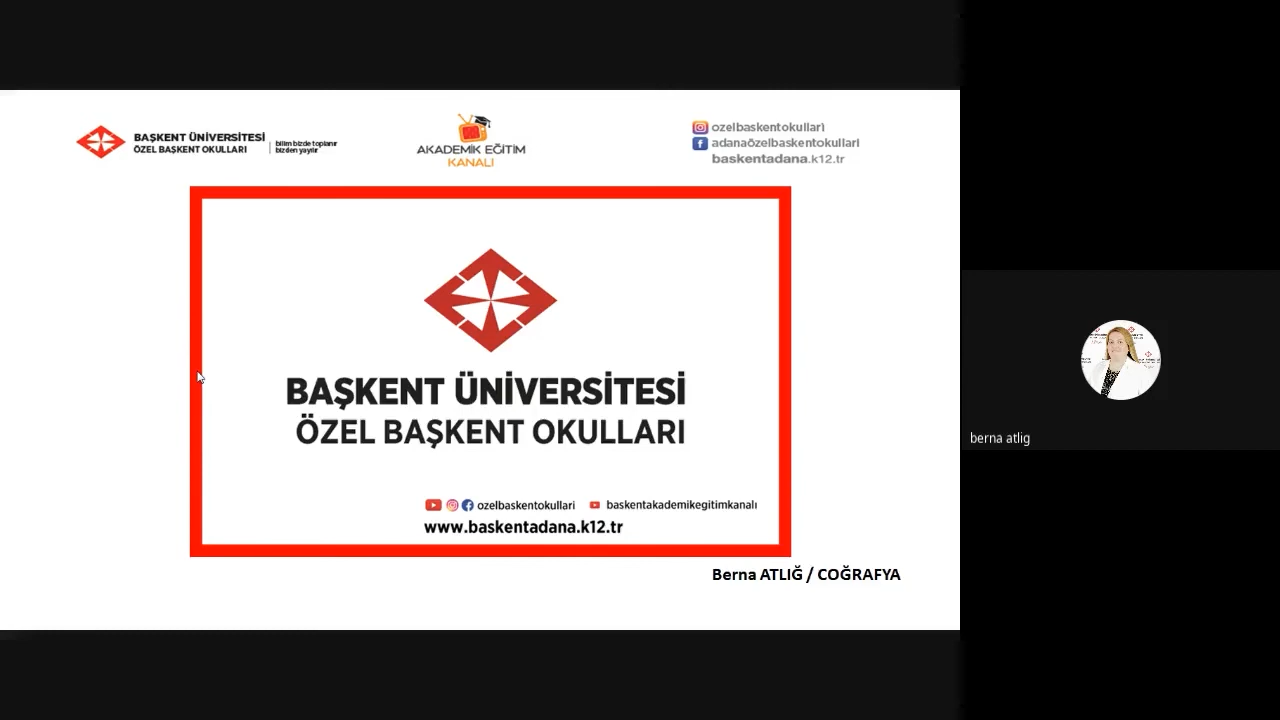 BAŞKENT ÜNİVERSİTESİ
ÖZEL BAŞKENT OKULLARI
bilim bizde toplanır
bizden yayılır
AKADEMİK EĞİTİM
KANALI
ozelbaskentokullari
adanaözelbaskentokullari
baskentadana.k12.tr
BAŞKENT ÜNİVERSİTESİ
ÖZEL BAŞKENT OKULLARI
ozelbaskentokullari baskentakademikegitimkanalı
www.baskentadana.k12.tr
Berna ATLIĞ / COĞRAFYA
berna atlig